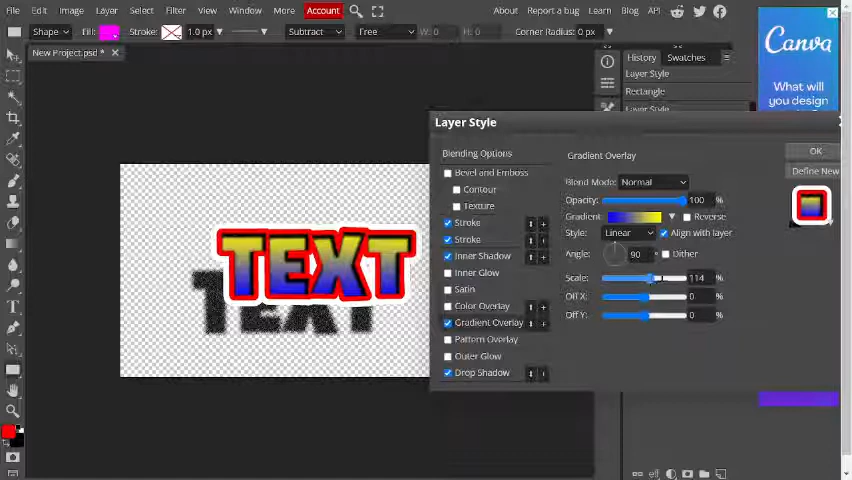 File Edit Image Layer Select Filter View Window More Account About Report a bug Learn Blog API
Shape Fill: Stroke: 1.0 px Subtract Free W: 0 H: 0 Corner Radius: 0 px
New Project.psd *
History Swatches
Layer Style
Rectangle
Layer Style
Canva
What will
you design
Layer Style
Blending Options
Bevel and Emboss
Contour
Texture
Stroke
Stroke
Inner Shadow
Inner Glow
Satin
Color Overlay
Gradient Overlay
Pattern Overlay
Outer Glow
Drop Shadow
Gradient Overlay
Blend Mode: Normal
Opacity: 100 %
Gradient: Reverse
Style: Linear Align with layer
Angle: 90 ° Dither
Scale: 114 %
Off X: 0 %
Off Y: 0 %
OK
Define New
TEXT
TEXT
eff